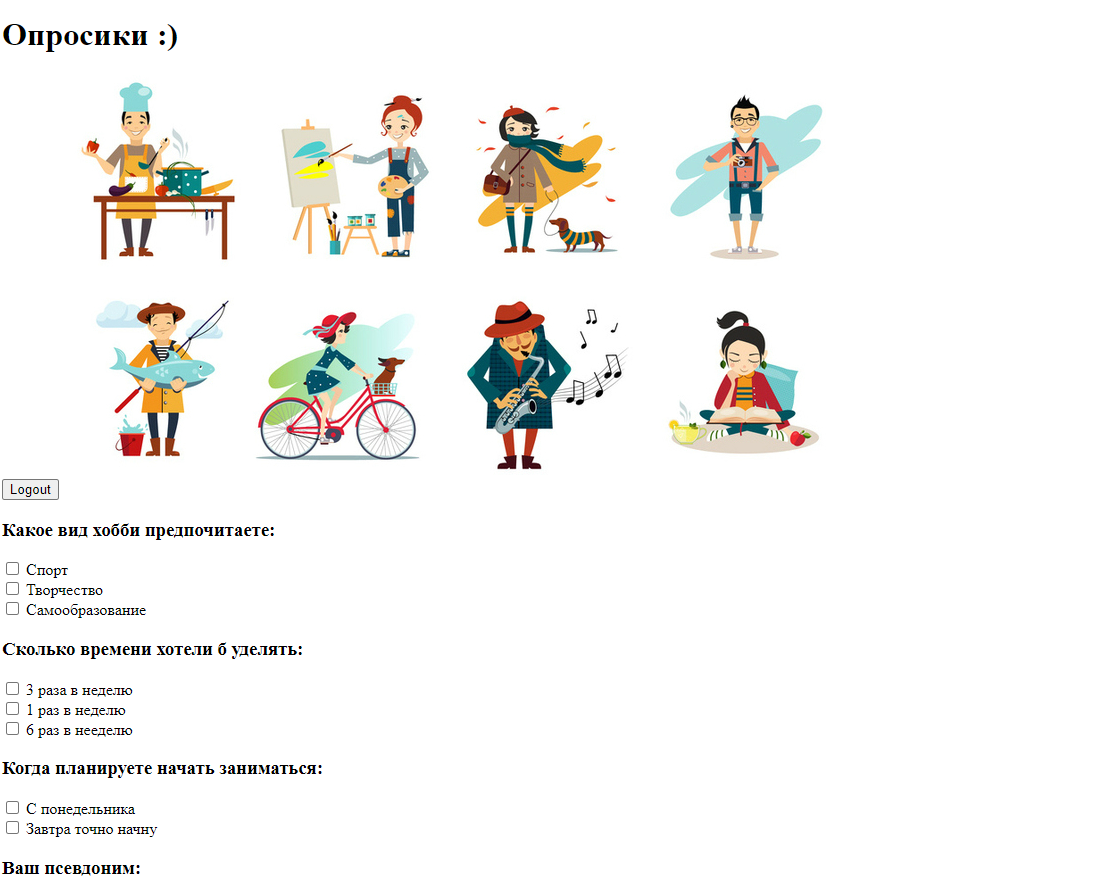 Опросики :)
Logout
Какое вид хобби предпочитаете:
Спорт
Творчество
Самообразование
Сколько времени хотели б уделять:
3 раза в неделю
1 раз в неделю
6 раз в нееделю
Когда планируете начать заниматься:
С понедельника
Завтра точно начну
Ваш псевдоним: